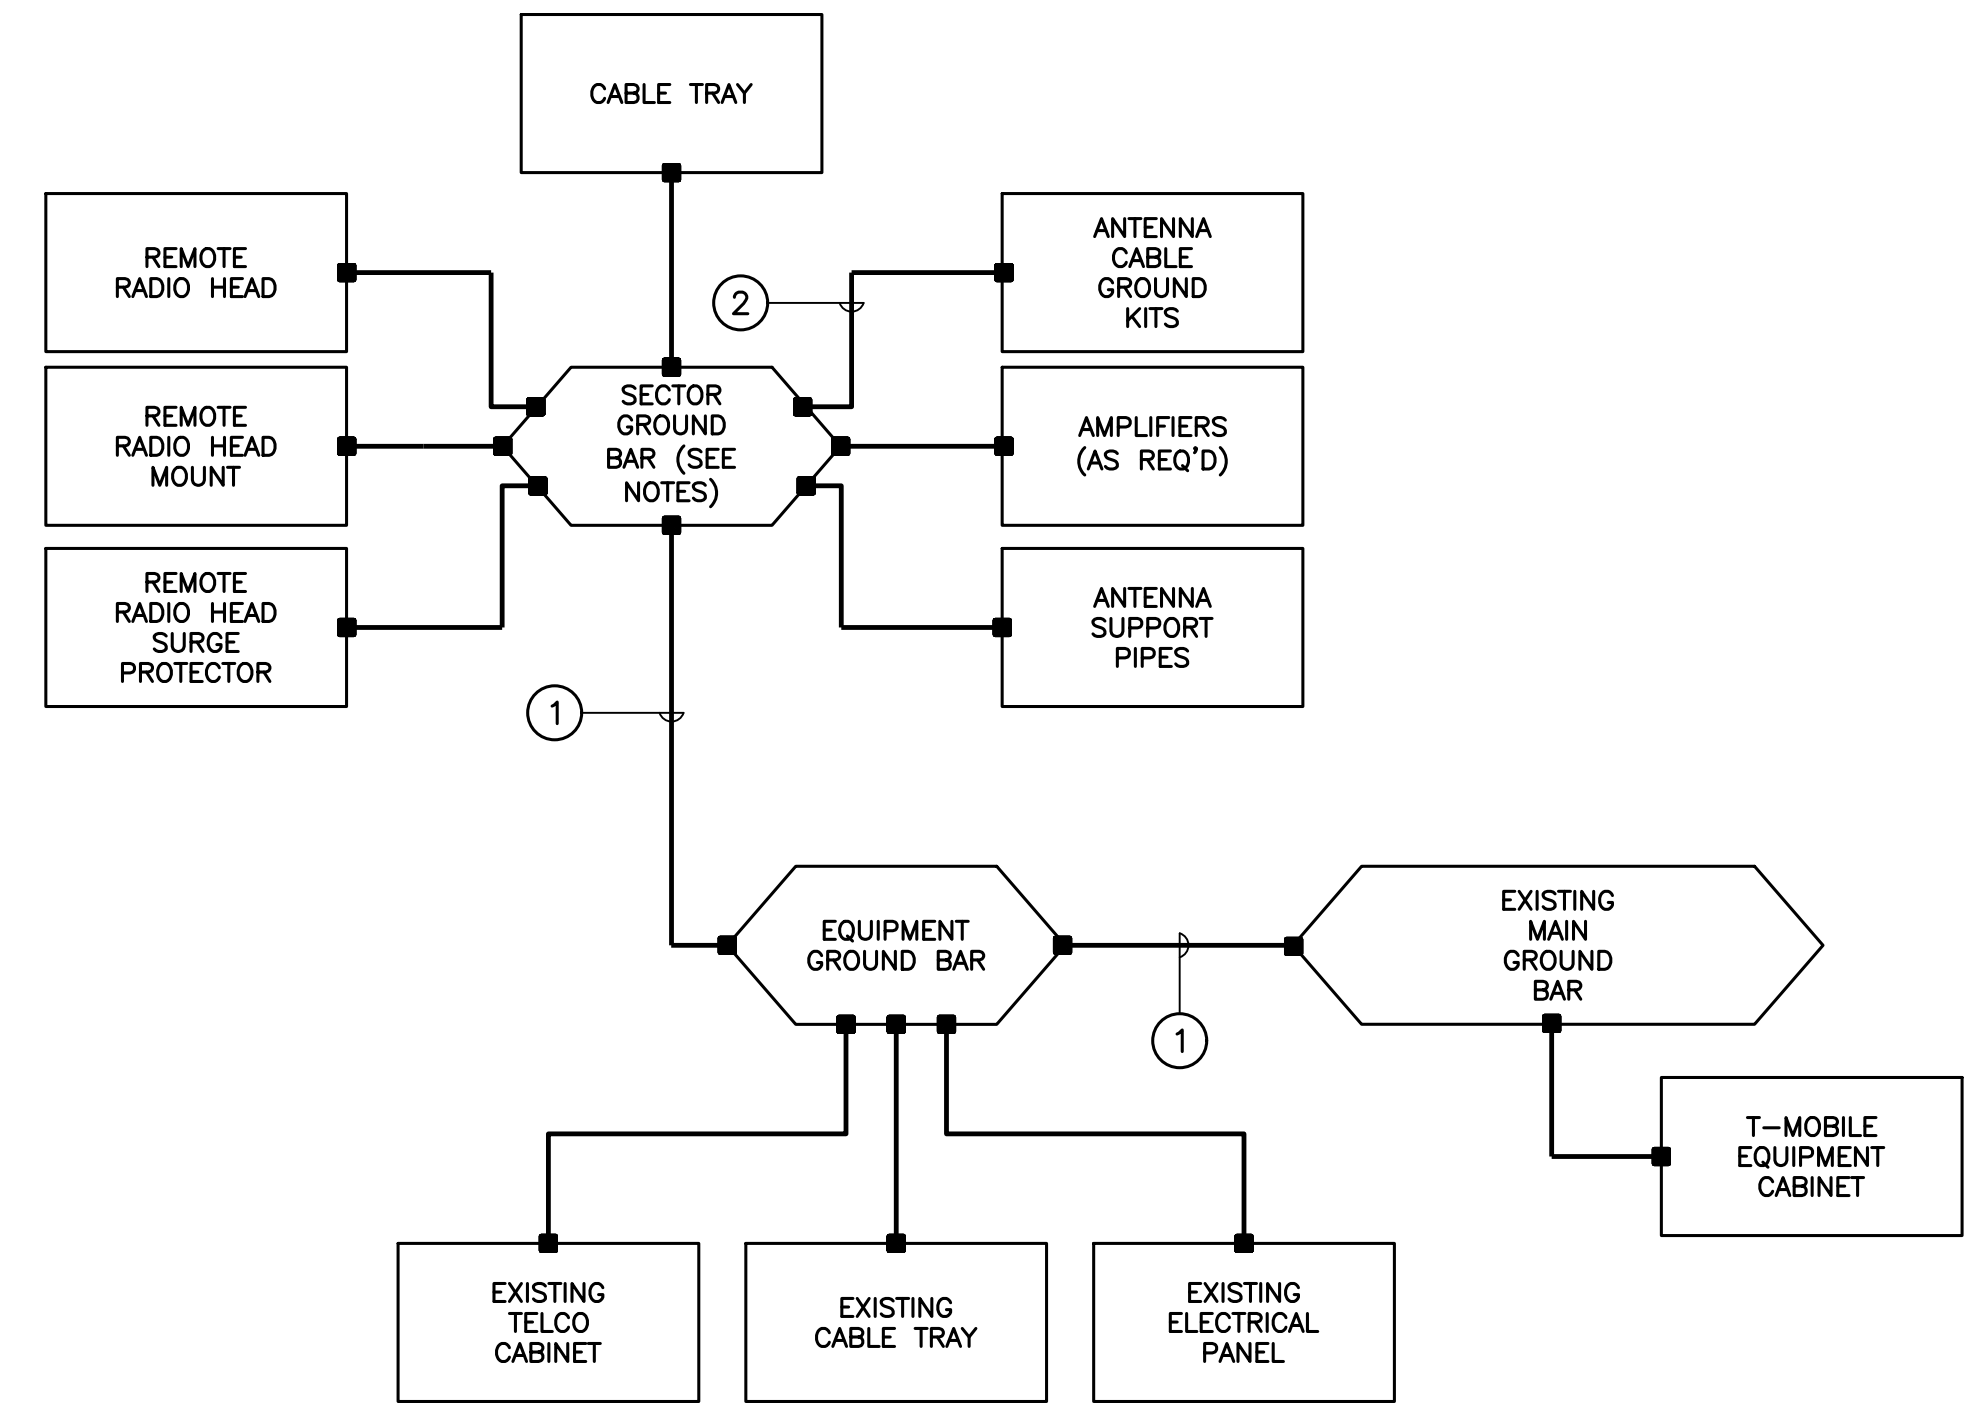 CABLE TRAY
REMOTE
RADIO HEAD
ANTENNA
CABLE
GROUND
KITS
2
REMOTE
RADIO HEAD
MOUNT
SECTOR
GROUND
BAR (SEE
NOTES)
AMPLIFIERS
(AS REQ'D)
REMOTE
RADIO HEAD
SURGE
PROTECTOR
ANTENNA
SUPPORT
PIPES
1
EQUIPMENT
GROUND BAR
EXISTING
MAIN
GROUND
BAR
1
T-MOBILE
EQUIPMENT
CABINET
EXISTING
TELCO
CABINET
EXISTING
CABLE TRAY
EXISTING
ELECTRICAL
PANEL